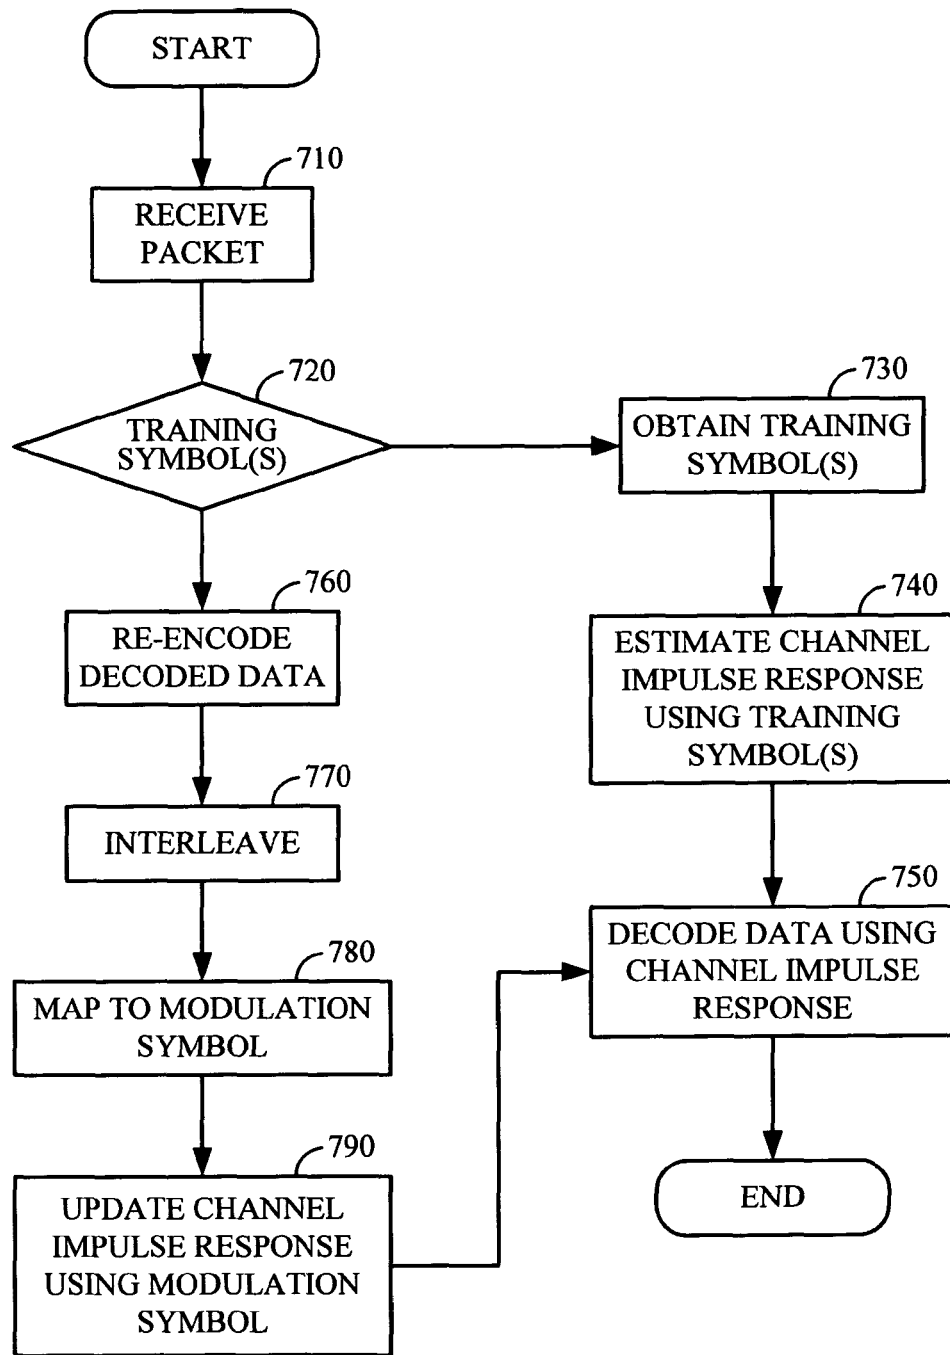 START
710
RECEIVE
PACKET
720
TRAINING
SYMBOL(S)
730
OBTAIN TRAINING
SYMBOL(S)
760
RE-ENCODE
DECODED DATA
740
ESTIMATE CHANNEL
IMPULSE RESPONSE
USING TRAINING
SYMBOL(S)
770
INTERLEAVE
750
DECODE DATA USING
CHANNEL IMPULSE
RESPONSE
780
MAP TO MODULATION
SYMBOL
790
UPDATE CHANNEL
IMPULSE RESPONSE
USING MODULATION
SYMBOL
END